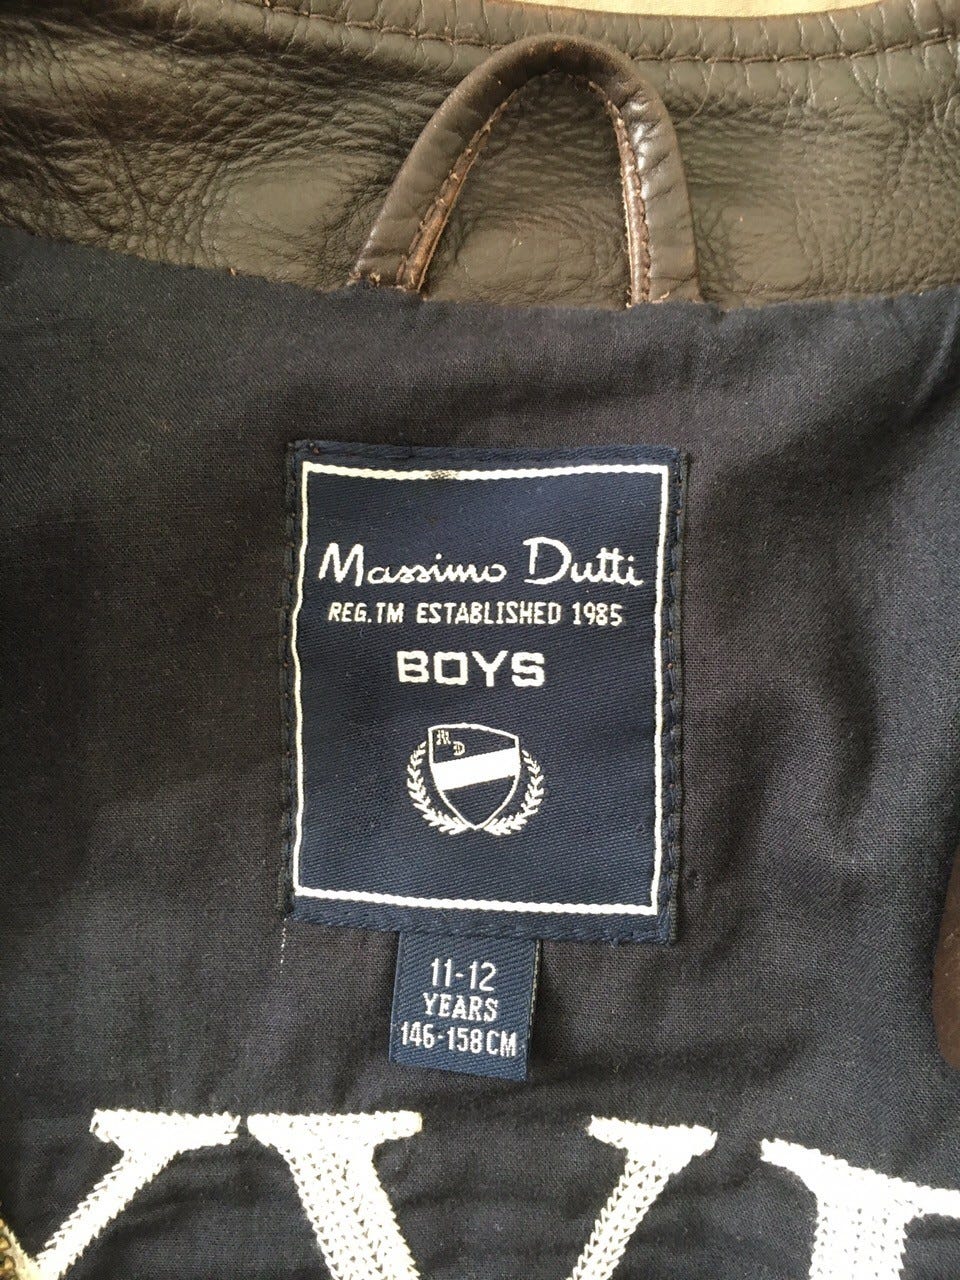 Massimo Dutti
REG.TM ESTABLISHED 1985
BOYS
M
D
11-12
YEARS
146-158CM